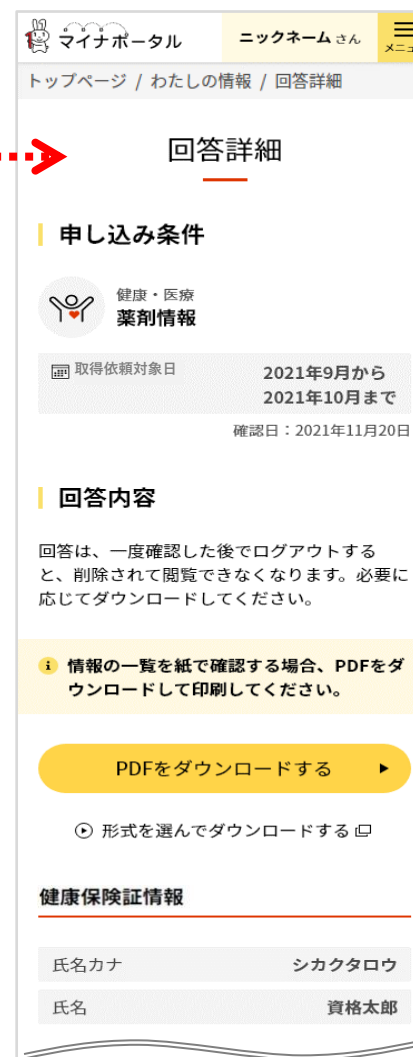 マイナポータル
ニックネーム さん
メニュー
トップページ / わたしの情報 / 回答詳細
回答詳細
申し込み条件
健康・医療
薬剤情報
取得依頼対象日
2021年9月から
2021年10月まで
確認日：2021年11月20日
回答内容
回答は、一度確認した後でログアウトする
と、削除されて閲覧できなくなります。必要に
応じてダウンロードしてください。
情報の一覧を紙で確認する場合、PDFをダ
ウンロードして印刷してください。
PDFをダウンロードする
形式を選んでダウンロードする
健康保険証情報
氏名カナ シカクタロウ
氏名 資格太郎